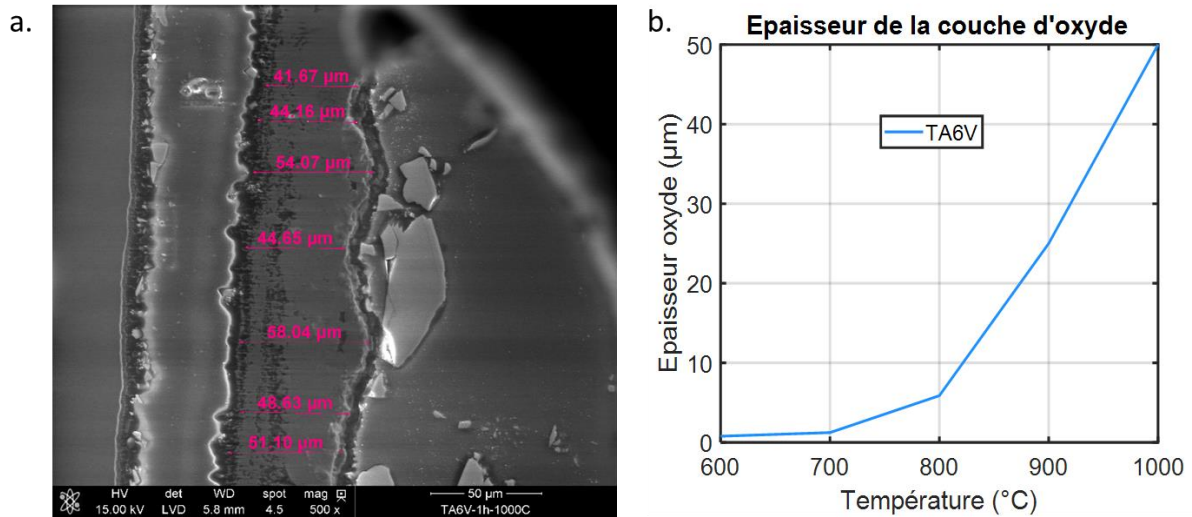 a.
41.67 µm
44.16 µm
54.07 µm
44.65 µm
58.04 µm
48.63 µm
51.10 µm
HV det WD spot mag
15.00 kV LVD 5.8 mm 4.5 500 x
50 µm
TA6V-1h-1000C
b.
Epaisseur de la couche d'oxyde
Epaisseur oxyde (µm)
50
40
30
20
10
0
TA6V
600 700 800 900 1000
Température (°C)